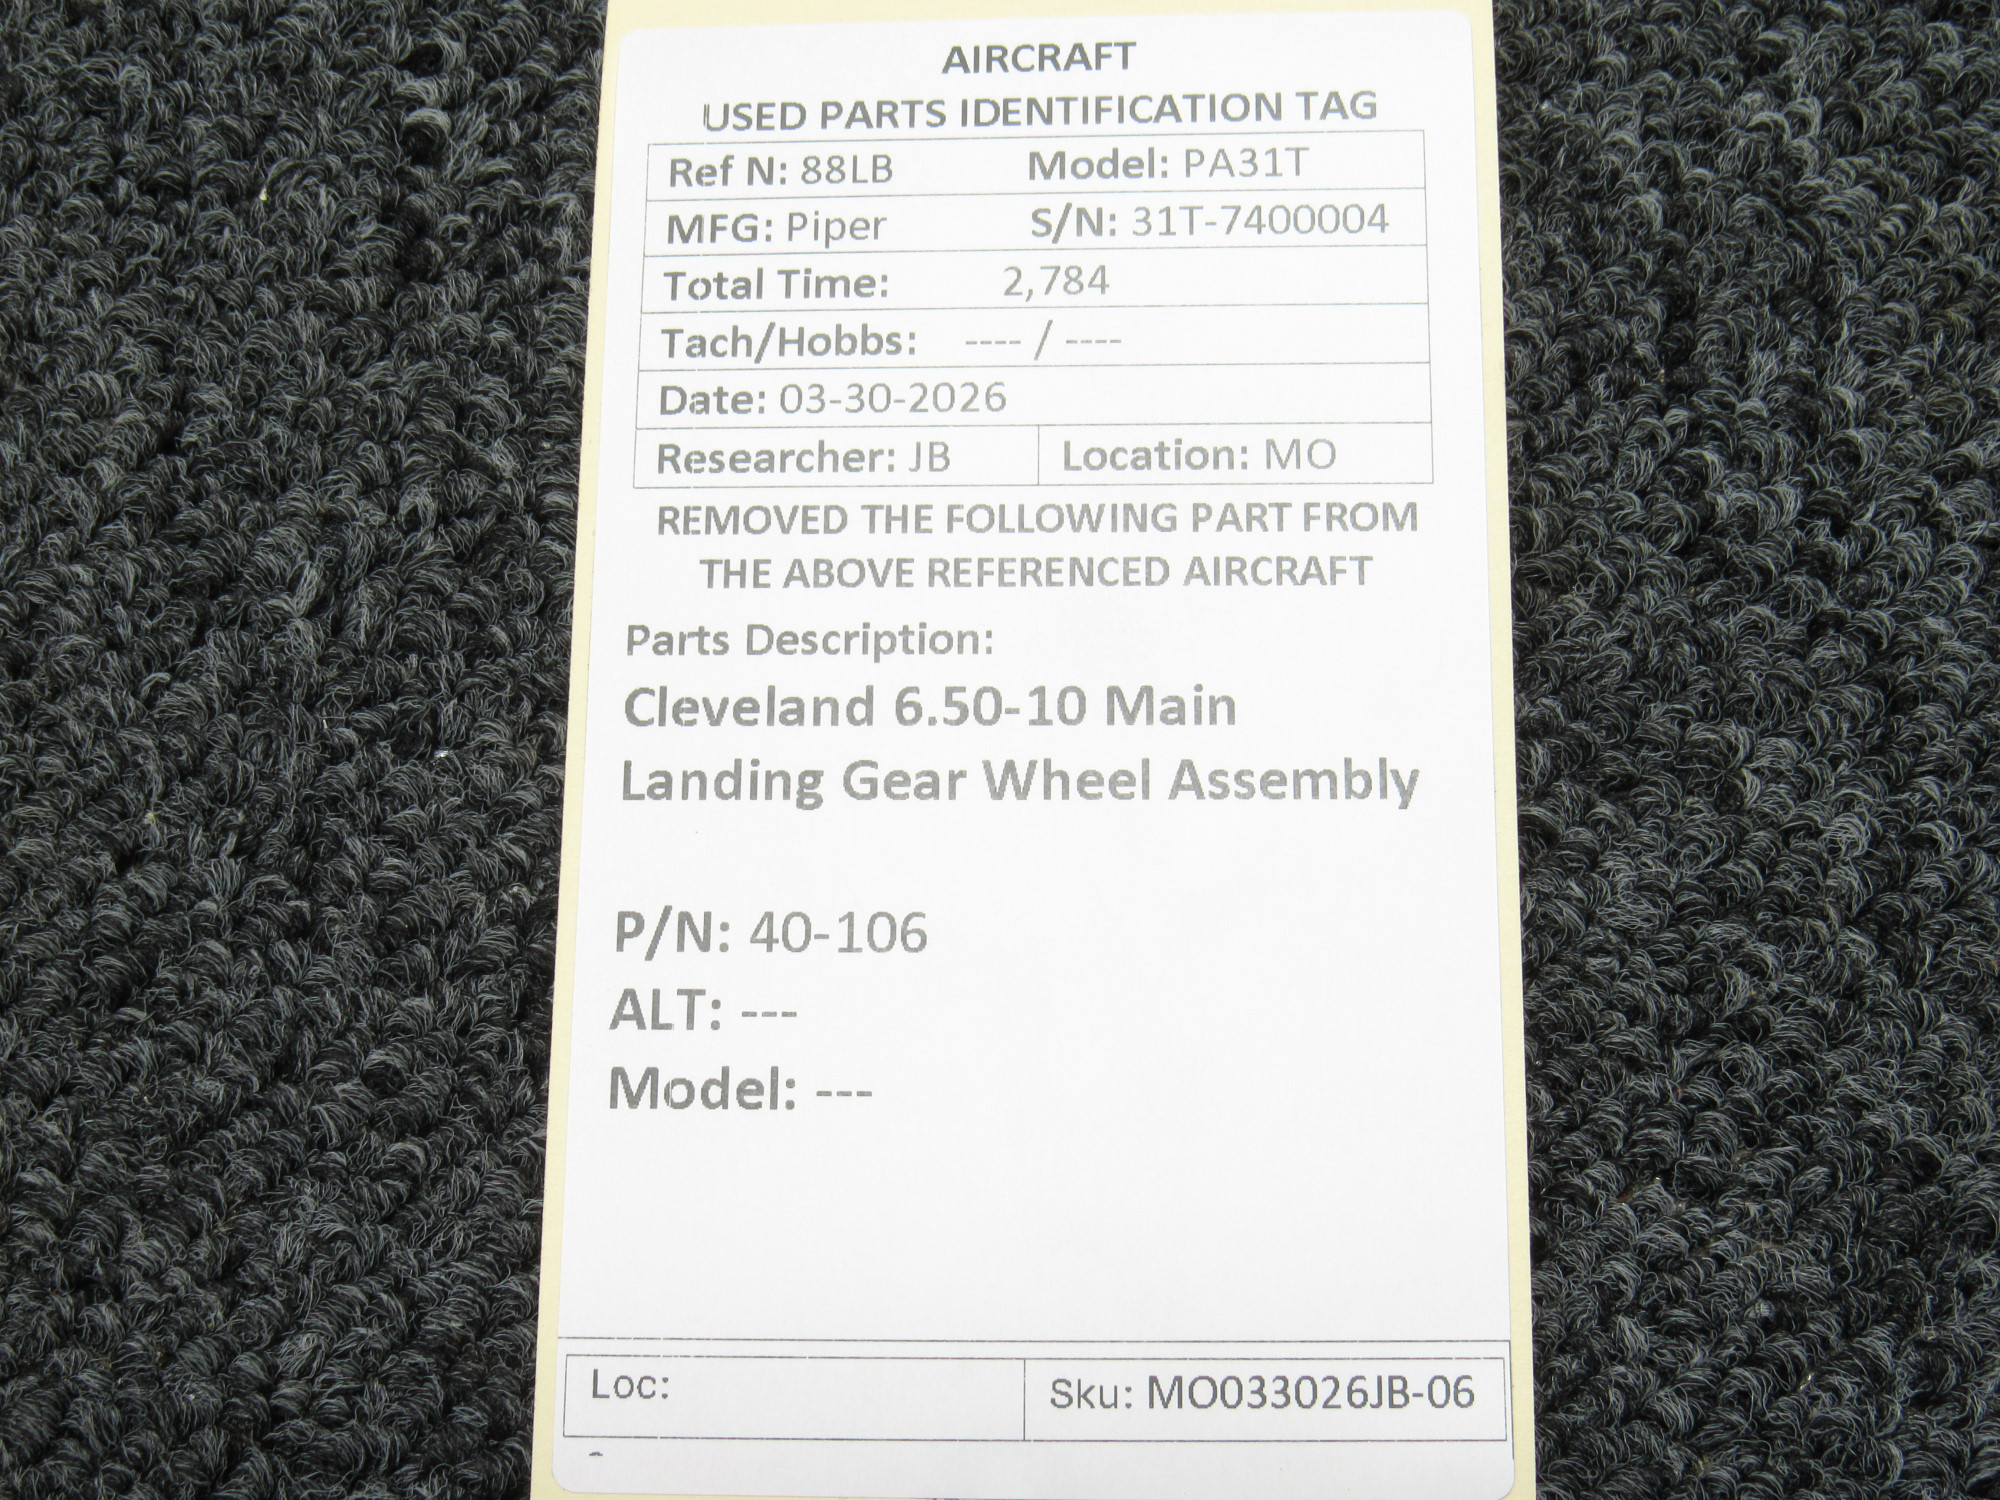 AIRCRAFT
USED PARTS IDENTIFICATION TAG
Ref N: 88LB Model: PA31T
MFG: Piper S/N: 31T-7400004
Total Time: 2,784
Tach/Hobbs: ---- / ----
Date: 03-30-2026
Researcher: JB Location: MO
REMOVED THE FOLLOWING PART FROM
THE ABOVE REFERENCED AIRCRAFT
Parts Description:
Cleveland 6.50-10 Main
Landing Gear Wheel Assembly
P/N: 40-106
ALT: ---
Model: ---
Loc: Sku: MO033026JB-06